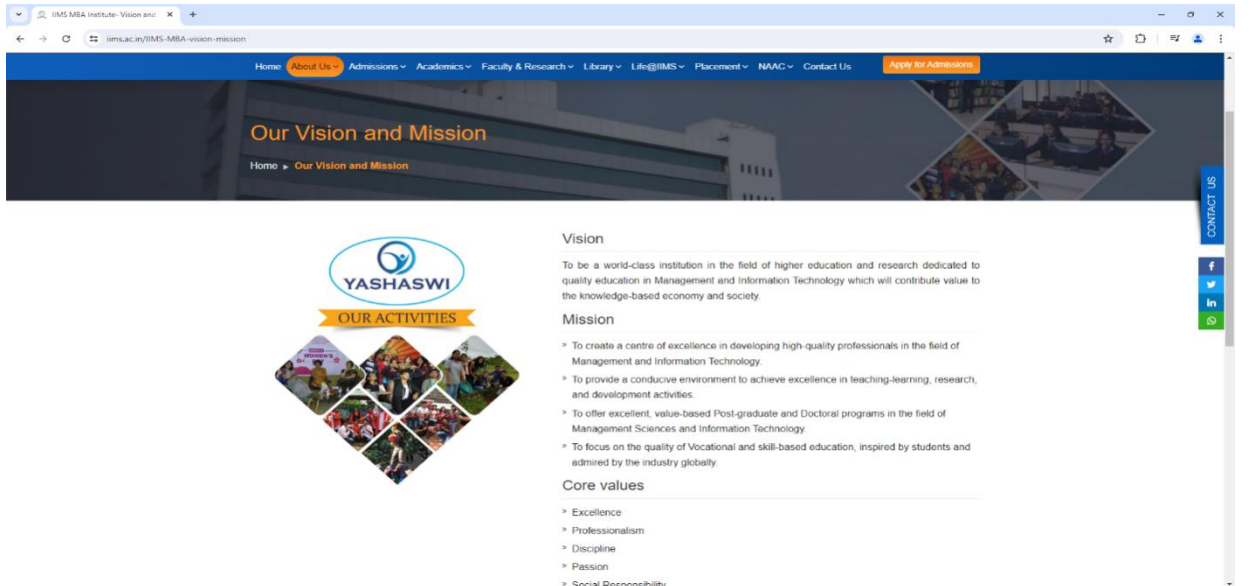 IIMS MBA Institute- Vision and
iims.ac.in/IIMS-MBA-vision-mission
Home About Us Admissions Academics Faculty & Research Library Life@IIMS Placement NAAC Contact Us Apply for Admissions
Our Vision and Mission
Home ▸ Our Vision and Mission
CONTACT US
YASHASWI
OUR ACTIVITIES
WOMEN'S
Vision
To be a world-class institution in the field of higher education and research dedicated to
quality education in Management and Information Technology which will contribute value to
the knowledge-based economy and society.
Mission
To create a centre of excellence in developing high-quality professionals in the field of
Management and Information Technology.
To provide a conducive environment to achieve excellence in teaching-learning, research,
and development activities.
To offer excellent, value-based Post-graduate and Doctoral programs in the field of
Management Sciences and Information Technology.
To focus on the quality of Vocational and skill-based education, inspired by students and
admired by the industry globally.
Core values
Excellence
Professionalism
Discipline
Passion
Social Responsibility